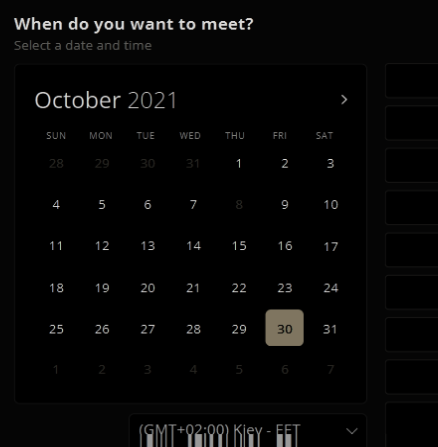 When do you want to meet?
Select a date and time
October 2021
SUN MON TUE WED THU FRI SAT
28 29 30 31 1 2 3
4 5 6 7 8 9 10
11 12 13 14 15 16 17
18 19 20 21 22 23 24
25 26 27 28 29 30 31
1 2 3 4 5 6 7
(GMT+02:00) Kiev - EET